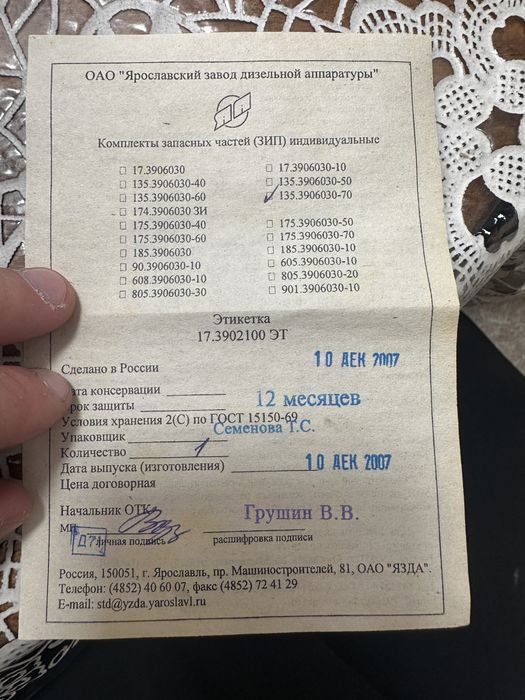 ОАО "Ярославский завод дизельной аппаратуры"
Комплекты запасных частей (ЗИП) индивидуальные
17.3906030 17.3906030-10
135.3906030-40 135.3906030-50
135.3906030-60 135.3906030-70
174.3906030 ЗИ
175.3906030-40 175.3906030-50
175.3906030-60 175.3906030-70
185.3906030 185.3906030-10
90.3906030-10 605.3906030-10
608.3906030-10 805.3906030-20
805.3906030-30 901.3906030-10
Этикетка
17.3902100 ЭТ
Сделано в России 10 ДЕК 2007
Дата консервации
рок защиты 12 месяцев
Условия хранения 2(С) по ГОСТ 15150-69
Упаковщик Семенова Т.С.
Количество 1
Дата выпуска (изготовления) 10 ДЕК 2007
Цена договорная
Начальник ОТК Грушин В.В.
МП личная подпись расшифровка подписи
Россия, 150051, г. Ярославль, пр. Машиностроителей, 81, ОАО "ЯЗДА".
Телефон: (4852) 40 60 07, факс (4852) 72 41 29
E-mail: std@yzda.yaroslavl.ru